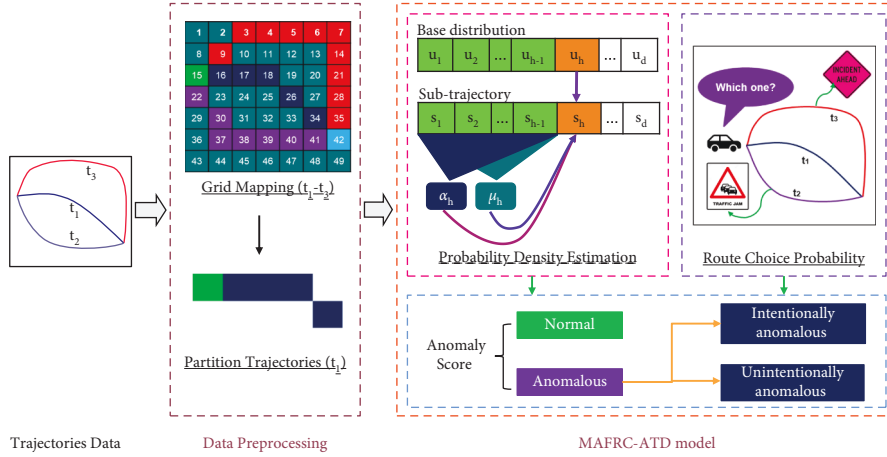 t3
t1
t2
1 2 3 4 5 6 7
8 9 10 11 12 13 14
15 16 17 18 19 20 21
22 23 24 25 26 27 28
29 30 31 32 33 34 35
36 37 38 39 40 41 42
43 44 45 46 47 48 49
Grid Mapping (t1-t3)
Partition Trajectories (t1)
Base distribution
u1 u2 ... uh-1 uh ... ud
Sub-trajectory
s1 s2 ... sh-1 sh ... sd
αh μh
Probability Density Estimation
INCIDENT
AHEAD
Which one?
t3
t1
t2
TRAFFIC JAM
Route Choice Probability
Anomaly
Score
Normal
Anomalous
Intentionally
anomalous
Unintentionally
anomalous
Trajectories Data
Data Preprocessing
MAFRC-ATD model